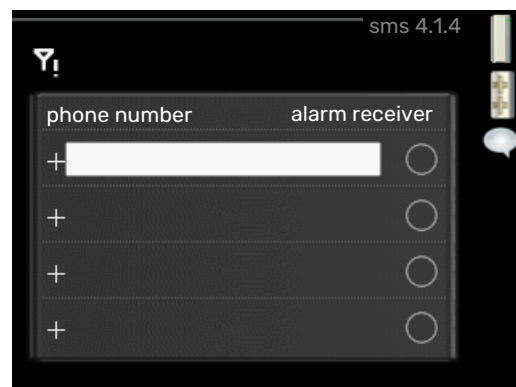 sms 4.1.4
phone number alarm receiver
+
+
+
+